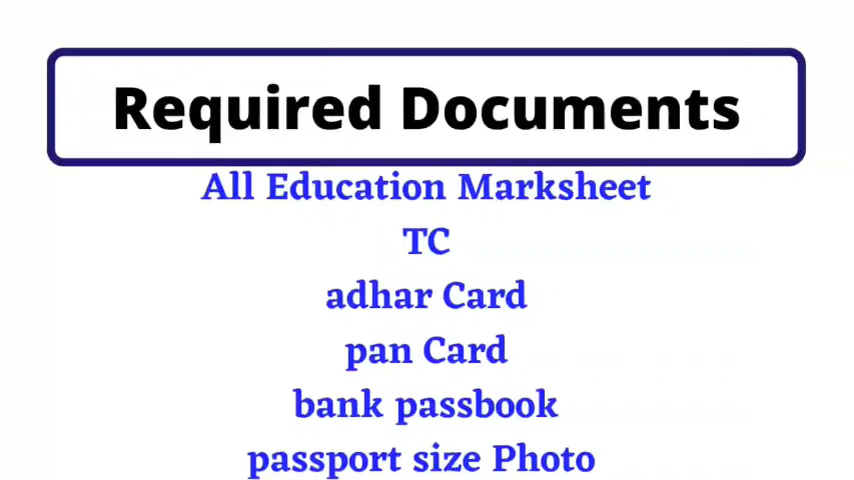 Required Documents
All Education Marksheet
TC
adhar Card
pan Card
bank passbook
passport size Photo